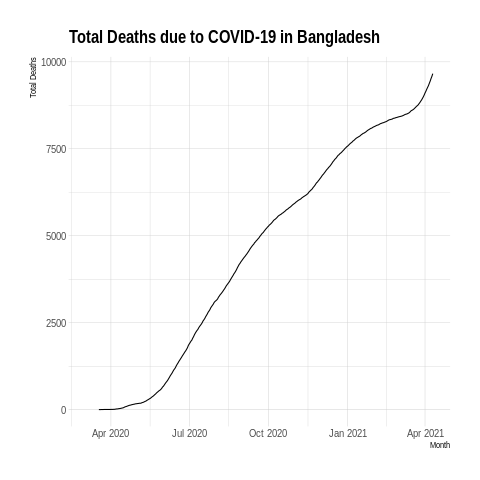 Total Deaths due to COVID-19 in Bangladesh
Total Deaths
10000
7500
5000
2500
0
Apr 2020 Jul 2020 Oct 2020 Jan 2021 Apr 2021
Month